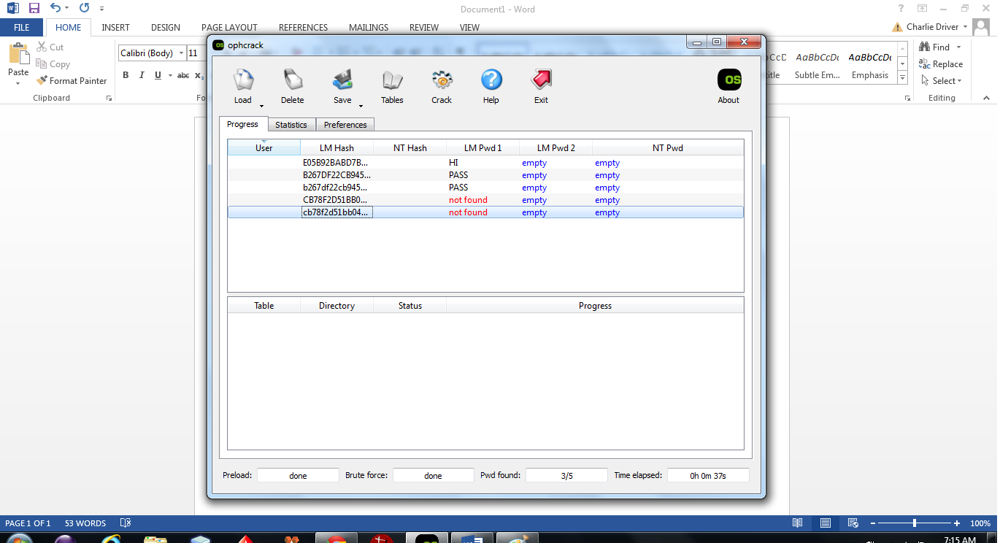 Document1 - Word
FILE HOME INSERT DESIGN PAGE LAYOUT REFERENCES MAILINGS REVIEW VIEW Charlie Driver
Paste
Cut
Copy
Format Painter
Clipboard
Calibri (Body) 11
B I U abc X₂
AaBbCcDc AaBbCcDc
Subtle Em... Emphasis
Find
Replace
Select
Editing
ophcrack
Load Delete Save Tables Crack Help Exit About
OS
Progress Statistics Preferences
User LM Hash NT Hash LM Pwd 1 LM Pwd 2 NT Pwd
E05B92BABD7B... HI empty empty
B267DF22CB945... PASS empty empty
b267df22cb945... PASS empty empty
CB78F2D51BB0... not found empty empty
cb78f2d51bb04... not found empty empty
Table Directory Status Progress
Preload: done Brute force: done Pwd found: 3/5 Time elapsed: 0h 0m 37s
PAGE 1 OF 1 53 WORDS 100%
7:15 AM